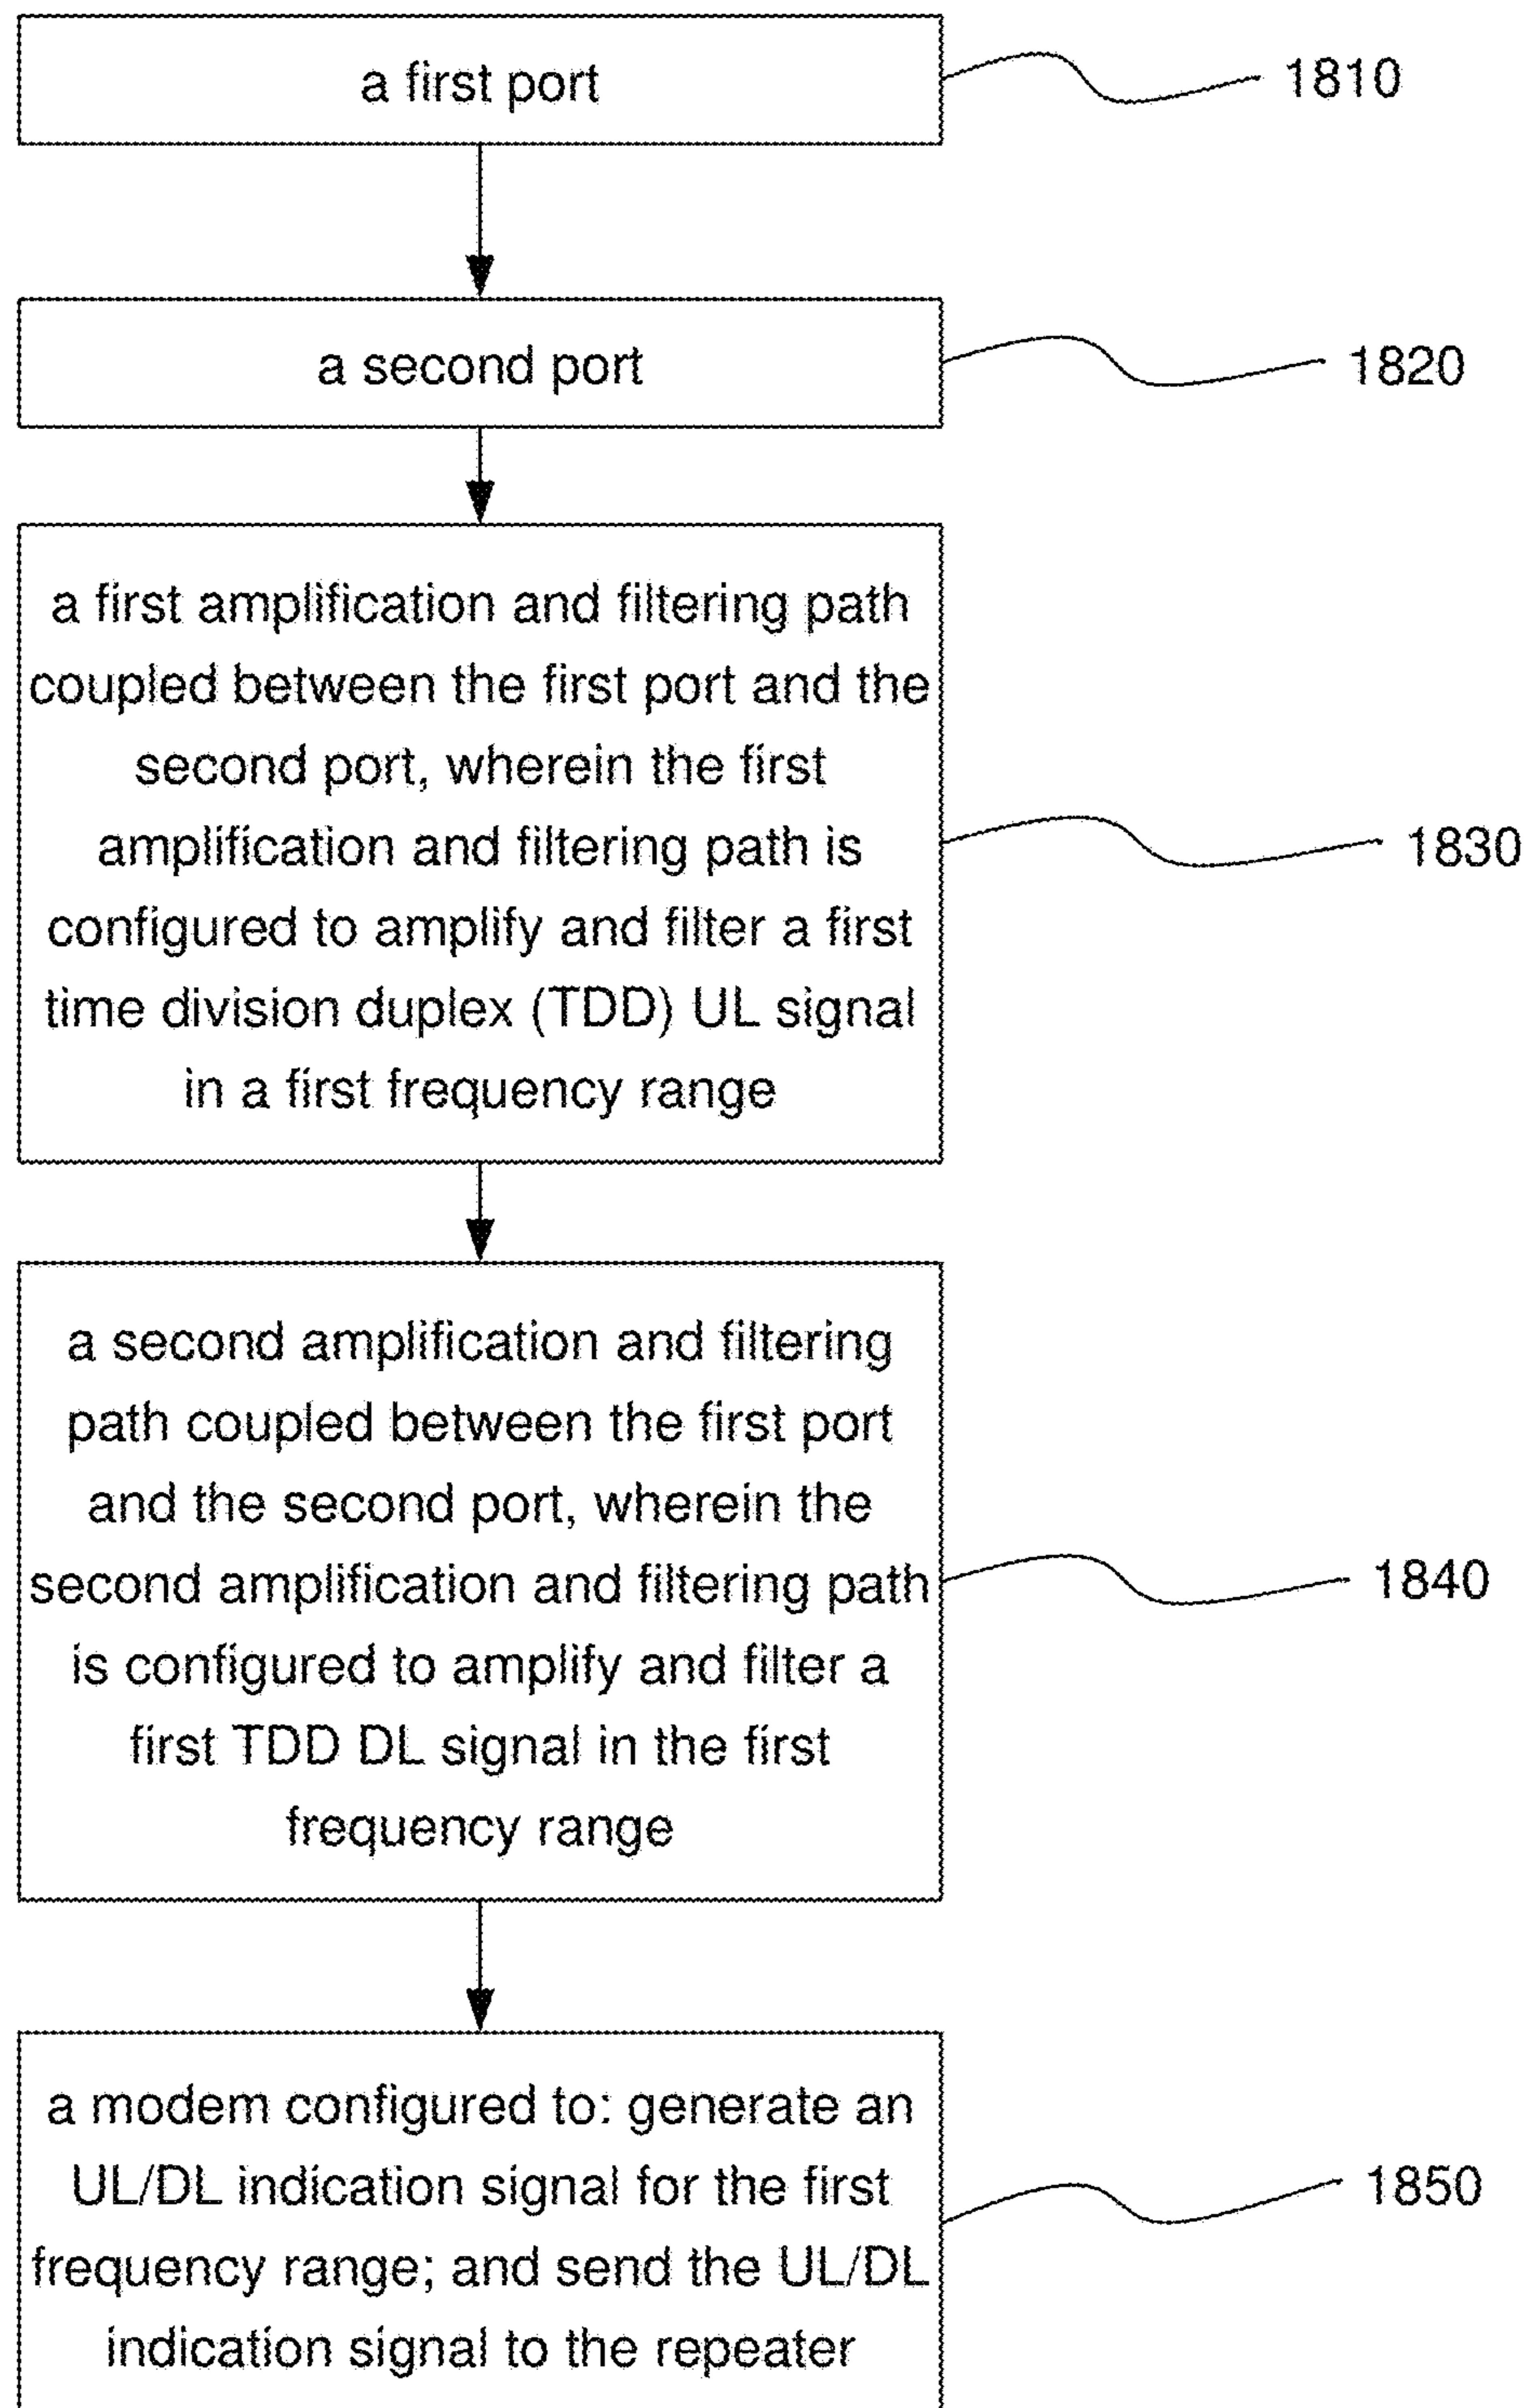 a first port
1810
a second port
1820
a first amplification and filtering path
coupled between the first port and the
second port, wherein the first
amplification and filtering path is
configured to amplify and filter a first
time division duplex (TDD) UL signal
in a first frequency range
1830
a second amplification and filtering
path coupled between the first port
and the second port, wherein the
second amplification and filtering path
is configured to amplify and filter a
first TDD DL signal in the first
frequency range
1840
a modem configured to: generate an
UL/DL indication signal for the first
frequency range; and send the UL/DL
indication signal to the repeater
1850